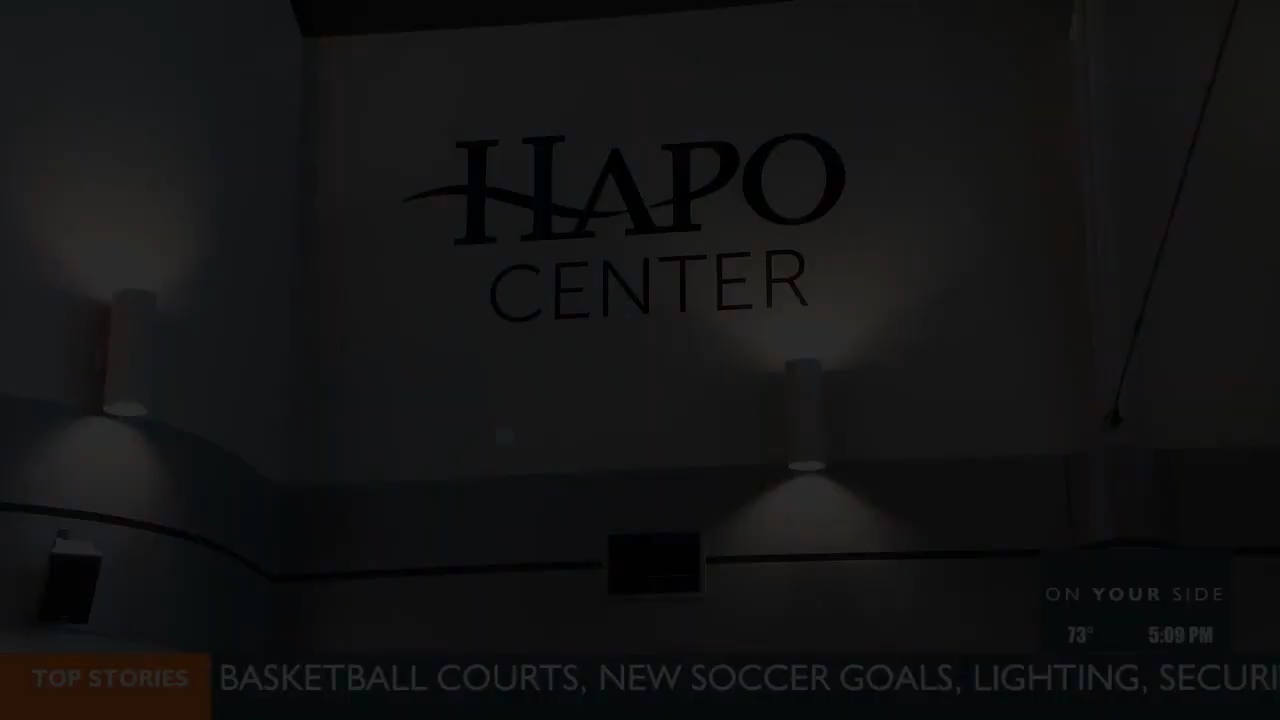 HAPO
CENTER
ON YOUR SIDE
73° 5:09 PM
TOP STORIES BASKETBALL COURTS, NEW SOCCER GOALS, LIGHTING, SECURI